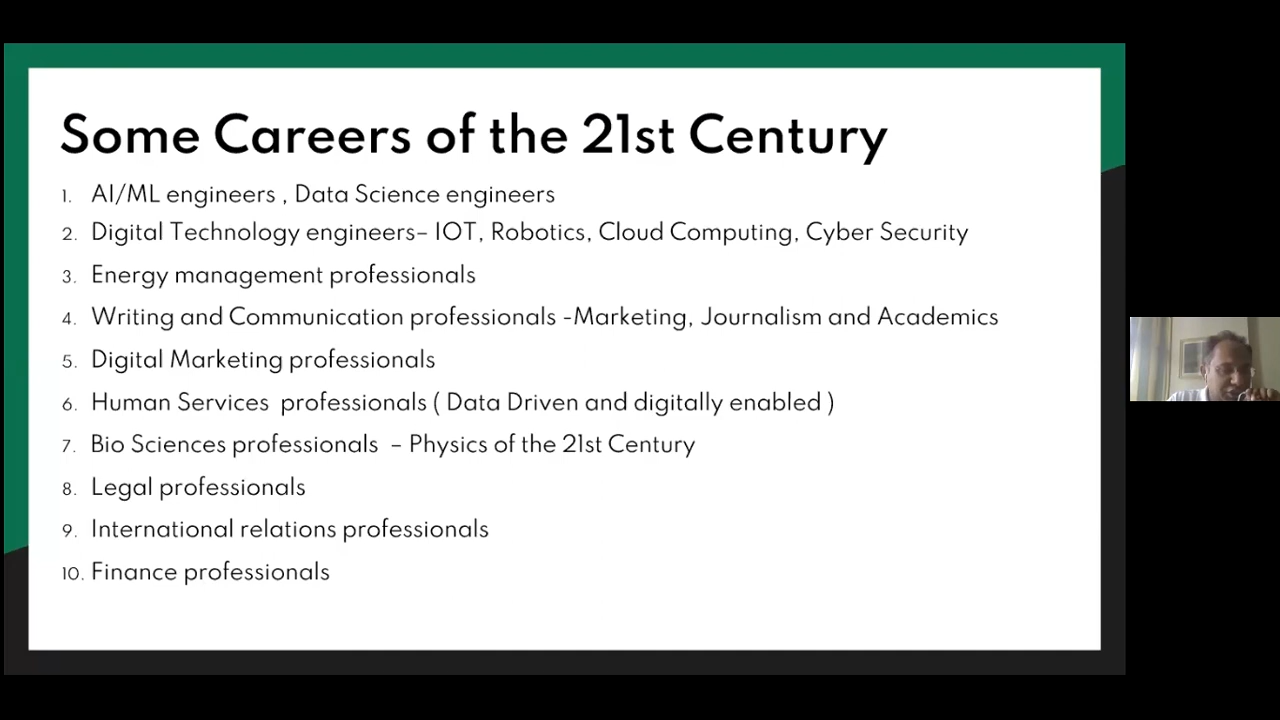 Some Careers of the 21st Century
1. AI/ML engineers , Data Science engineers
2. Digital Technology engineers– IOT, Robotics, Cloud Computing, Cyber Security
3. Energy management professionals
4. Writing and Communication professionals -Marketing, Journalism and Academics
5. Digital Marketing professionals
6. Human Services  professionals ( Data Driven and digitally enabled )
7. Bio Sciences professionals  – Physics of the 21st Century
8. Legal professionals
9. International relations professionals
10. Finance professionals